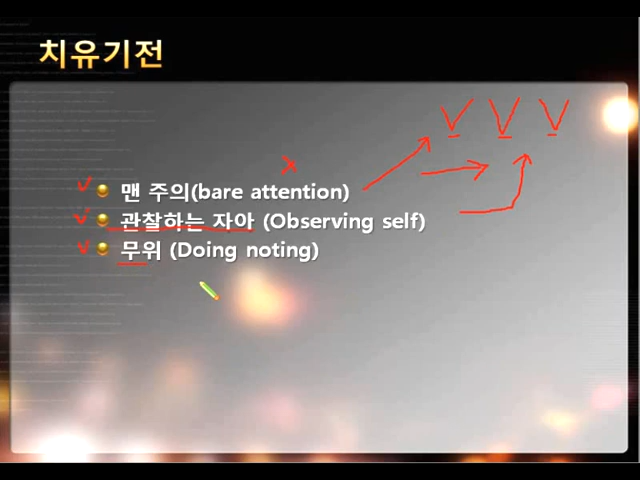 치유기전
V V V
맨 주의(bare attention)
관찰하는 자아 (Observing self)
무위 (Doing noting)